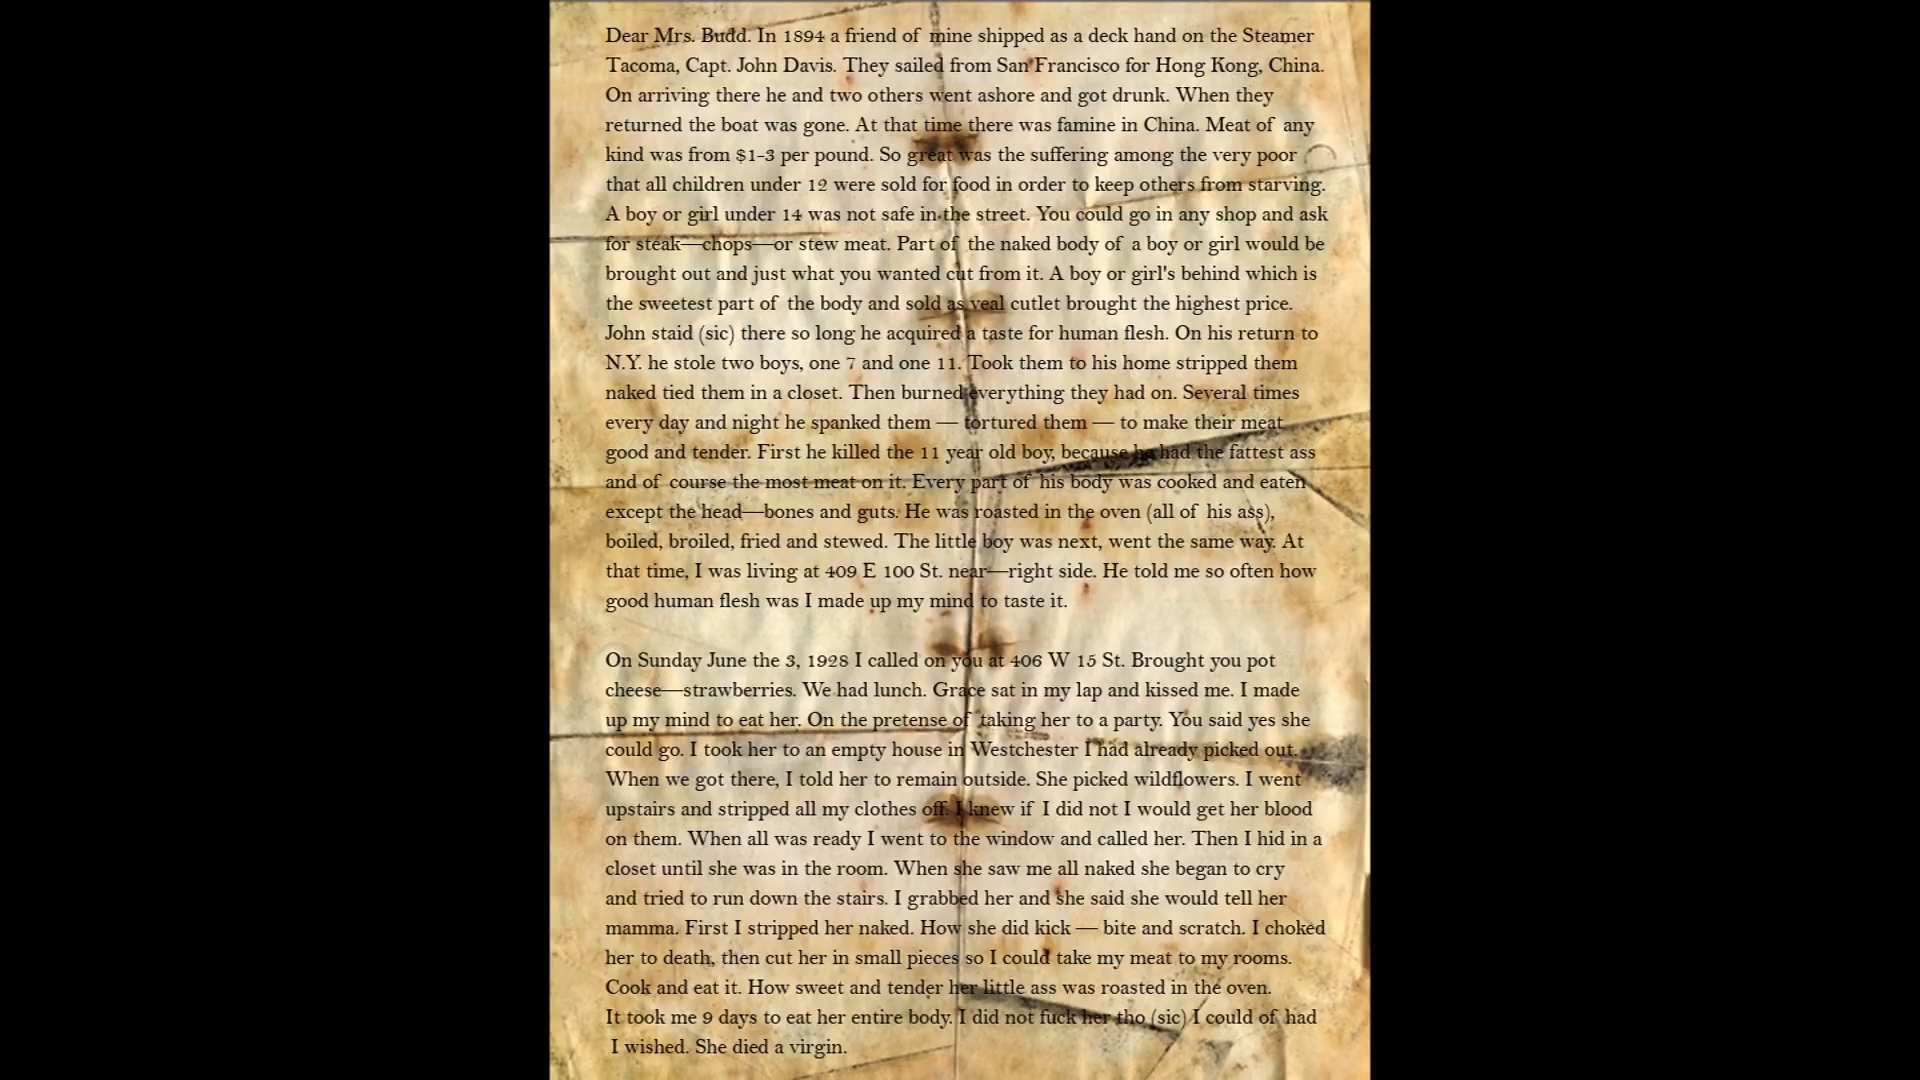 Dear Mrs. Budd. In 1894 a friend of mine shipped as a deck hand on the Steamer
Tacoma, Capt. John Davis. They sailed from San Francisco for Hong Kong, China.
On arriving there he and two others went ashore and got drunk. When they
returned the boat was gone. At that time there was famine in China. Meat of any
kind was from $1-3 per pound. So great was the suffering among the very poor
that all children under 12 were sold for food in order to keep others from starving.
A boy or girl under 14 was not safe in the street. You could go in any shop and ask
for steak—chops—or stew meat. Part of the naked body of a boy or girl would be
brought out and just what you wanted cut from it. A boy or girl's behind which is
the sweetest part of the body and sold as veal cutlet brought the highest price.
John staid (sic) there so long he acquired a taste for human flesh. On his return to
N.Y. he stole two boys, one 7 and one 11. Took them to his home stripped them
naked tied them in a closet. Then burned everything they had on. Several times
every day and night he spanked them — tortured them — to make their meat
good and tender. First he killed the 11 year old boy, because he had the fattest ass
and of course the most meat on it. Every part of his body was cooked and eaten
except the head—bones and guts. He was roasted in the oven (all of his ass),
boiled, broiled, fried and stewed. The little boy was next, went the same way. At
that time, I was living at 409 E 100 St. near—right side. He told me so often how
good human flesh was I made up my mind to taste it.
On Sunday June the 3, 1928 I called on you at 406 W 15 St. Brought you pot
cheese—strawberries. We had lunch. Grace sat in my lap and kissed me. I made
up my mind to eat her. On the pretense of taking her to a party. You said yes she
could go. I took her to an empty house in Westchester I had already picked out.
When we got there, I told her to remain outside. She picked wildflowers. I went
upstairs and stripped all my clothes off. I knew if I did not I would get her blood
on them. When all was ready I went to the window and called her. Then I hid in a
closet until she was in the room. When she saw me all naked she began to cry
and tried to run down the stairs. I grabbed her and she said she would tell her
mamma. First I stripped her naked. How she did kick — bite and scratch. I choked
her to death, then cut her in small pieces so I could take my meat to my rooms.
Cook and eat it. How sweet and tender her little ass was roasted in the oven.
It took me 9 days to eat her entire body. I did not fuck her tho (sic) I could of had
I wished. She died a virgin.